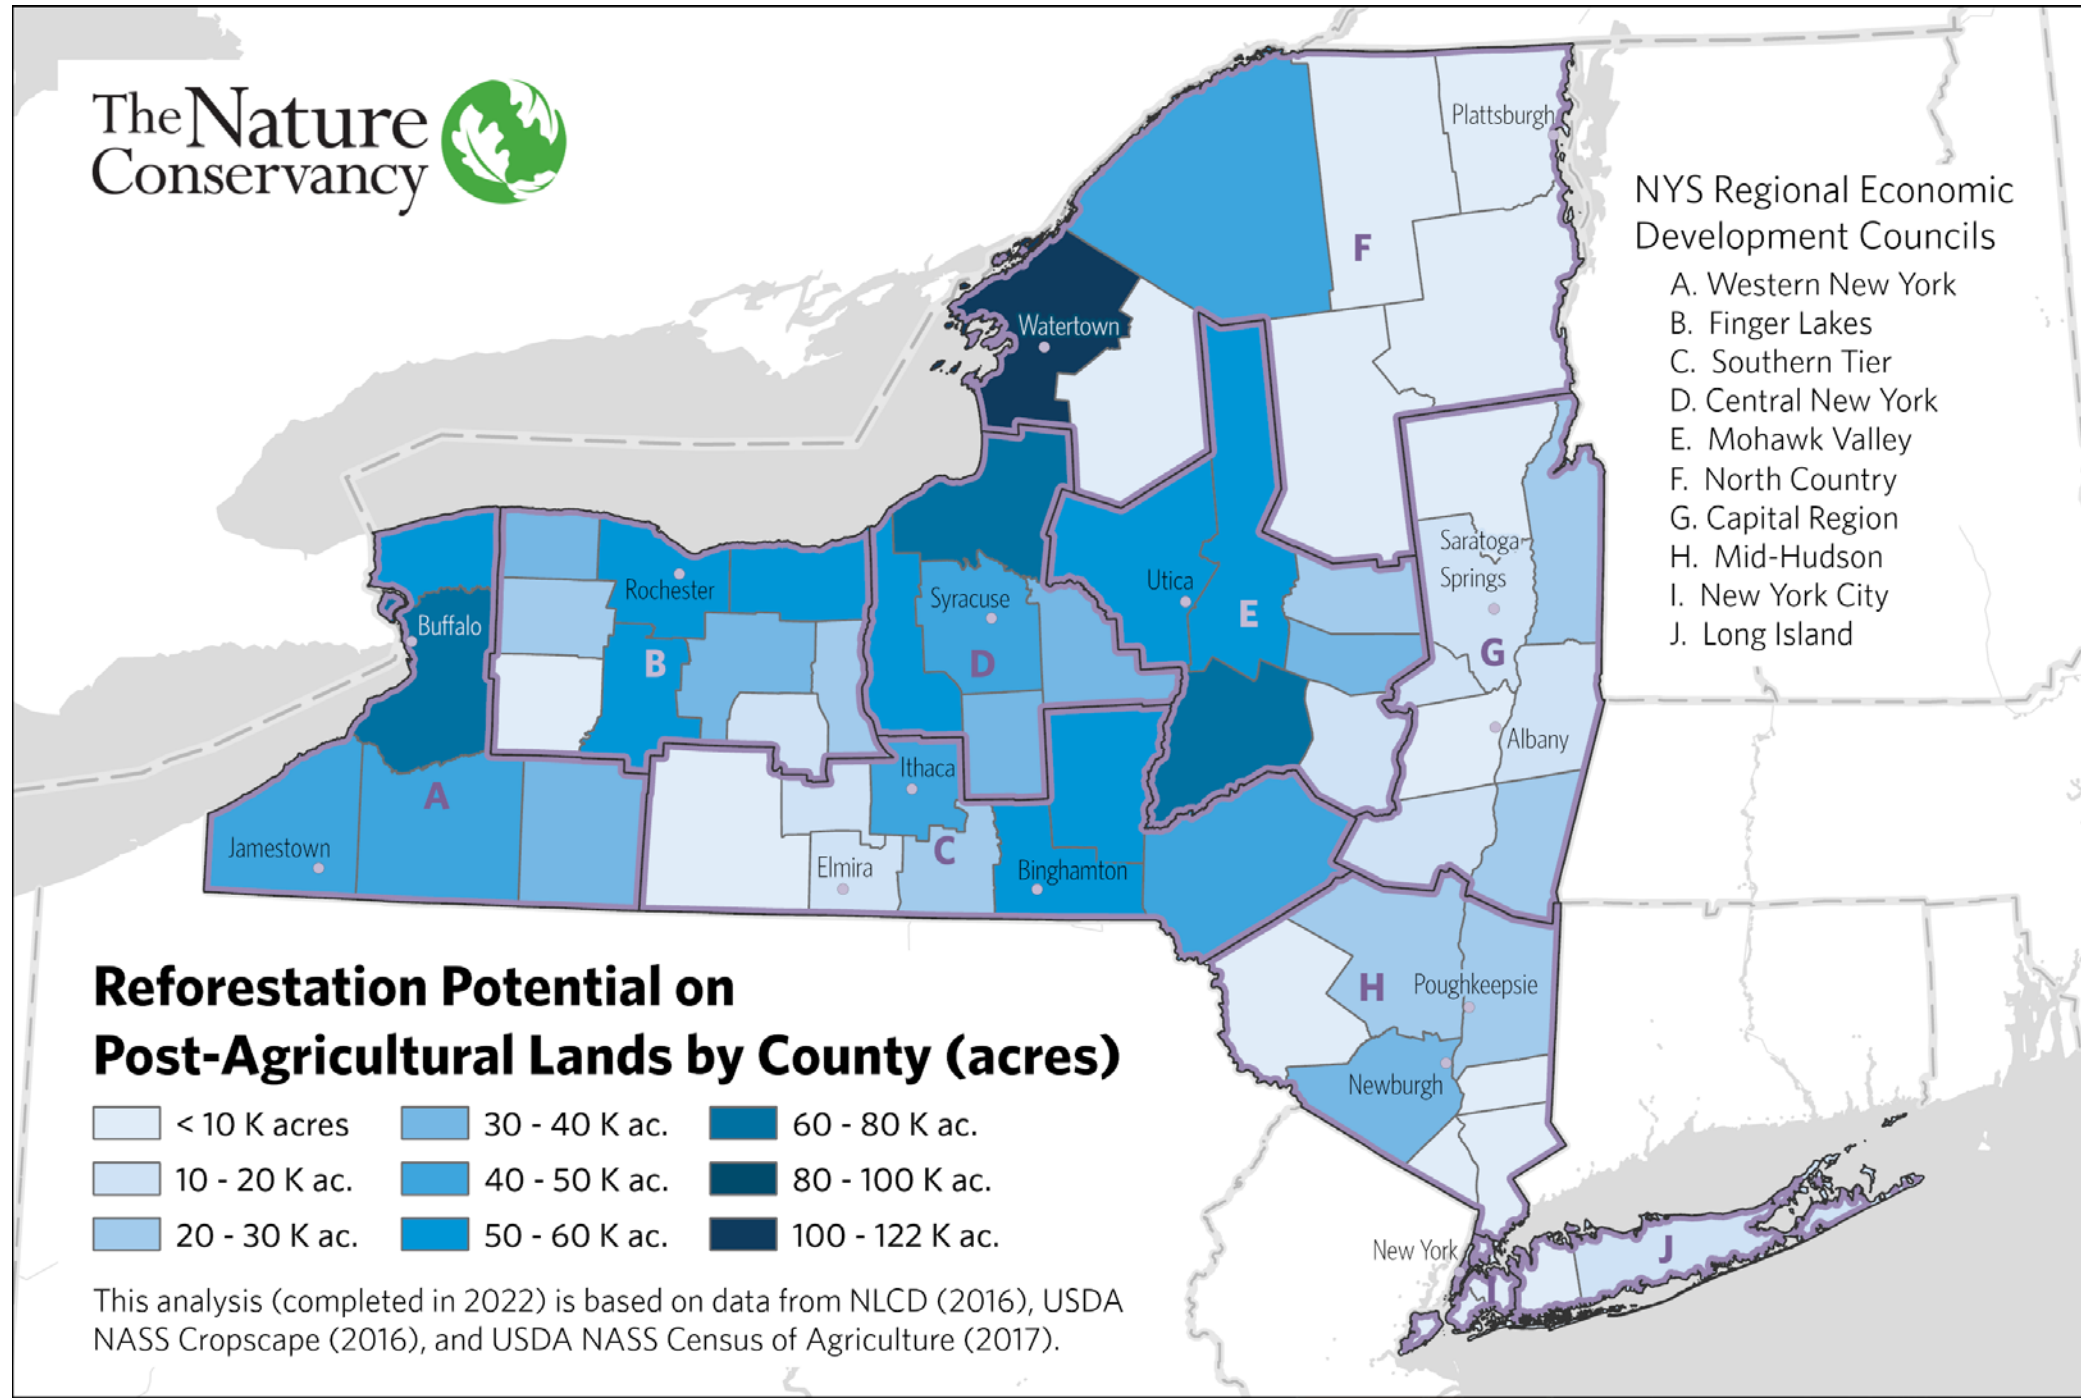 The Nature
Conservancy
Plattsburgh
F
Watertown
NYS Regional Economic
Development Councils
A. Western New York
B. Finger Lakes
C. Southern Tier
D. Central New York
E. Mohawk Valley
F. North Country
G. Capital Region
H. Mid-Hudson
I. New York City
J. Long Island
Saratoga
Springs
Rochester
Utica
Syracuse
Buffalo
E
B
D
G
Albany
Ithaca
A
Jamestown
C
Elmira
Binghamton
H
Poughkeepsie
Newburgh
New York
J
I
Reforestation Potential on
Post-Agricultural Lands by County (acres)
< 10 K acres
10 - 20 K ac.
20 - 30 K ac.
30 - 40 K ac.
40 - 50 K ac.
50 - 60 K ac.
60 - 80 K ac.
80 - 100 K ac.
100 - 122 K ac.
This analysis (completed in 2022) is based on data from NLCD (2016), USDA
NASS Cropscape (2016), and USDA NASS Census of Agriculture (2017).